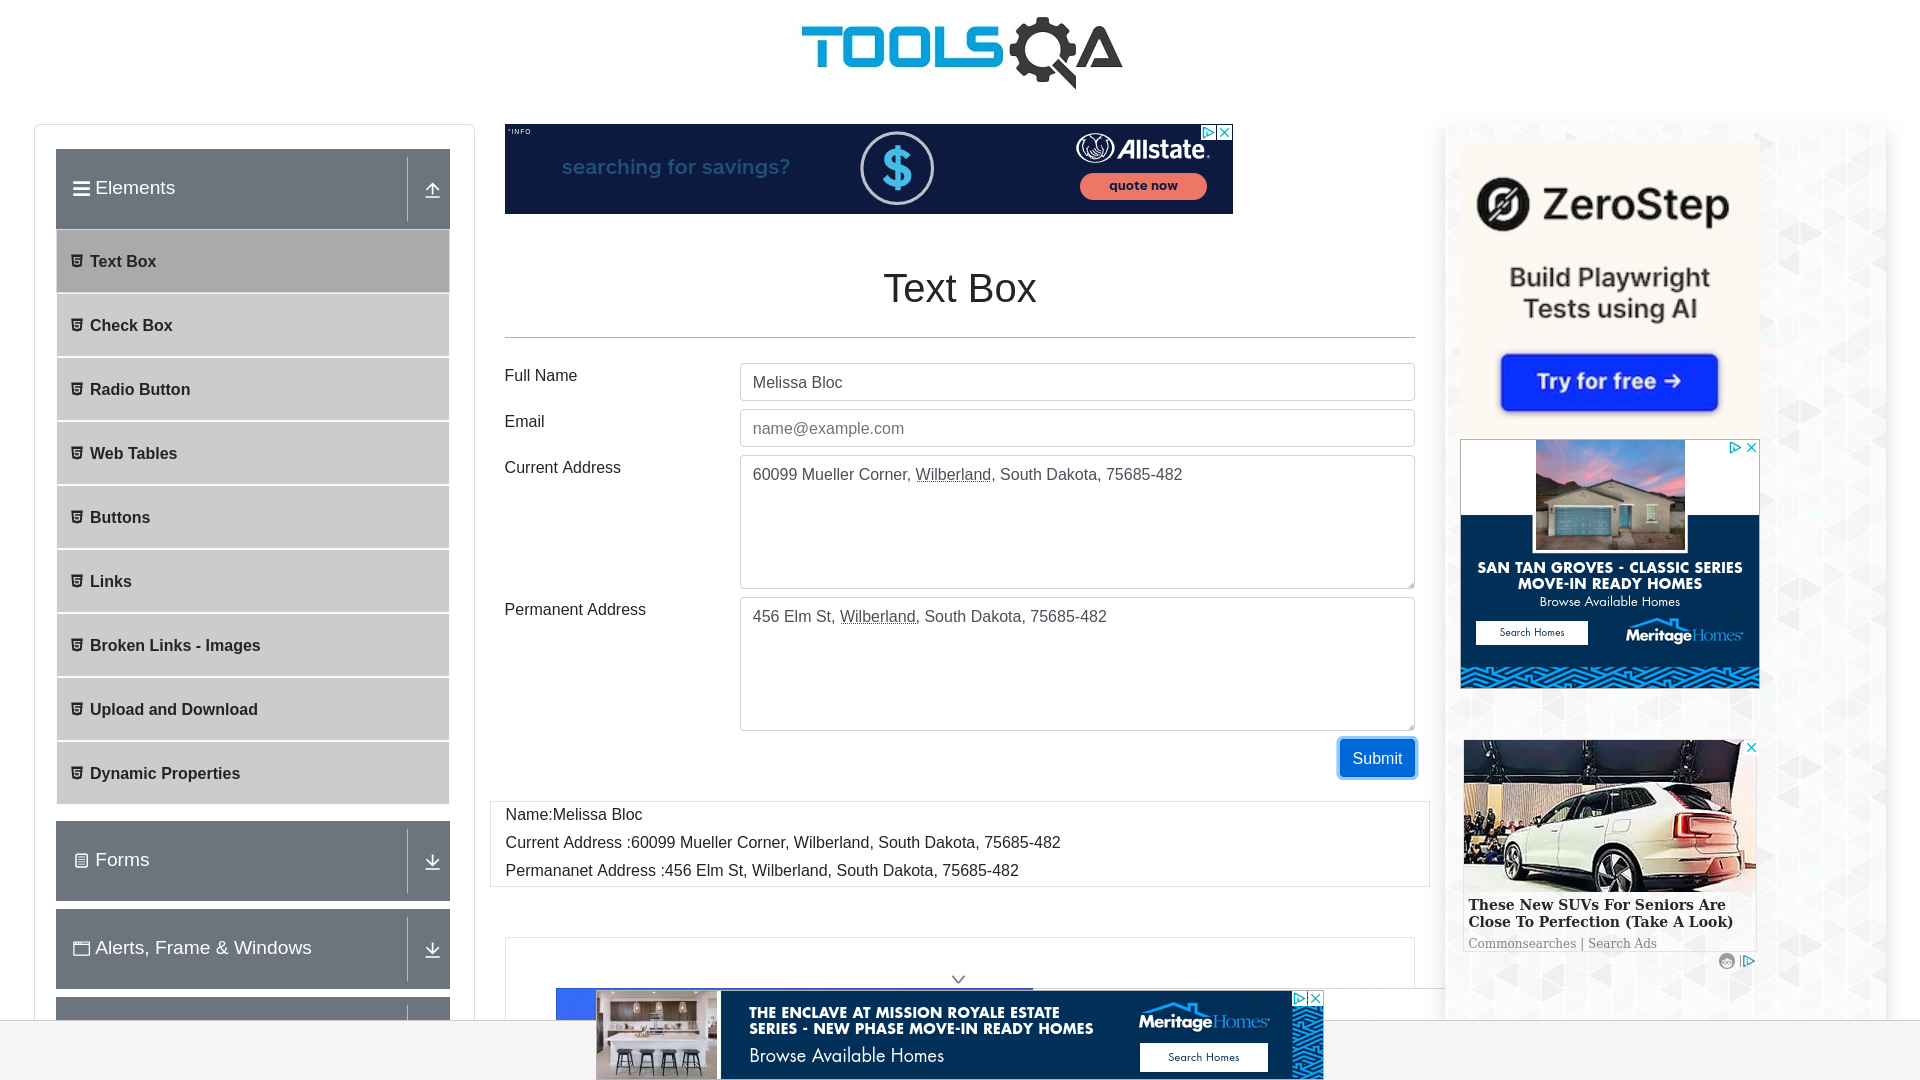 TOOLSQA
Elements
Text Box
Check Box
Radio Button
Web Tables
Buttons
Links
Broken Links - Images
Upload and Download
Dynamic Properties
Forms
Alerts, Frame & Windows
*INFO
searching for savings?
$
Allstate.
quote now
Text Box
Full Name
Melissa Bloc
Email
name@example.com
Current Address
60099 Mueller Corner, Wilberland, South Dakota, 75685-482
Permanent Address
456 Elm St, Wilberland, South Dakota, 75685-482
Submit
Name:Melissa Bloc
Current Address :60099 Mueller Corner, Wilberland, South Dakota, 75685-482
Permananet Address :456 Elm St, Wilberland, South Dakota, 75685-482
ZeroStep
Build Playwright
Tests using AI
Try for free →
SAN TAN GROVES - CLASSIC SERIES
MOVE-IN READY HOMES
Browse Available Homes
Search Homes
MeritageHomes
These New SUVs For Seniors Are
Close To Perfection (Take A Look)
Commonsearches | Search Ads
THE ENCLAVE AT MISSION ROYALE ESTATE
SERIES - NEW PHASE MOVE-IN READY HOMES
Browse Available Homes
MeritageHomes
Search Homes